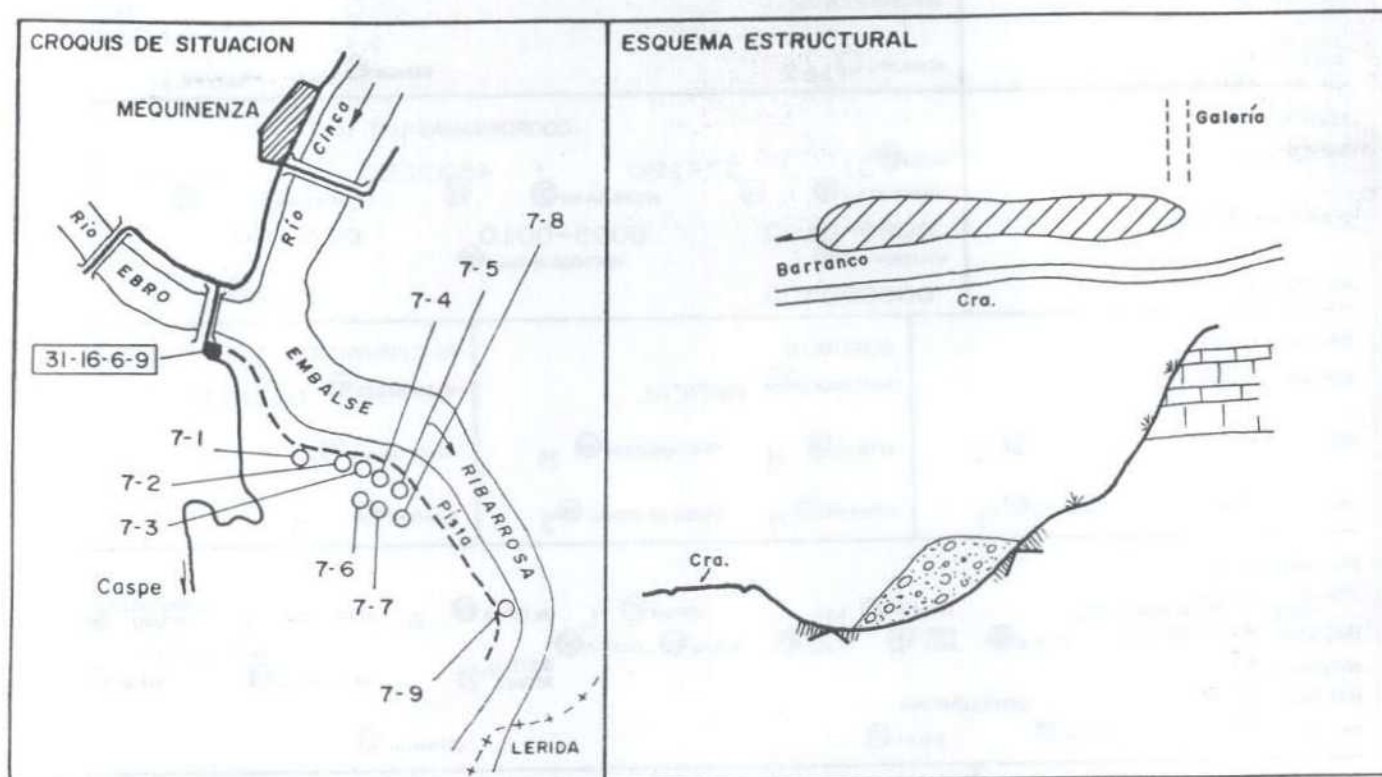 CROQUIS DE SITUACION
MEQUINENZA
Cinca
Río
Río
EBRO
31-16-6-9
EMBALSE
RIBARROSA
7-8
7-5
7-4
7-1
7-2
7-3
7-6
7-7
Pista
Caspe
7-9
LERIDA
ESQUEMA ESTRUCTURAL
Galería
Barranco
Cra.
Cra.